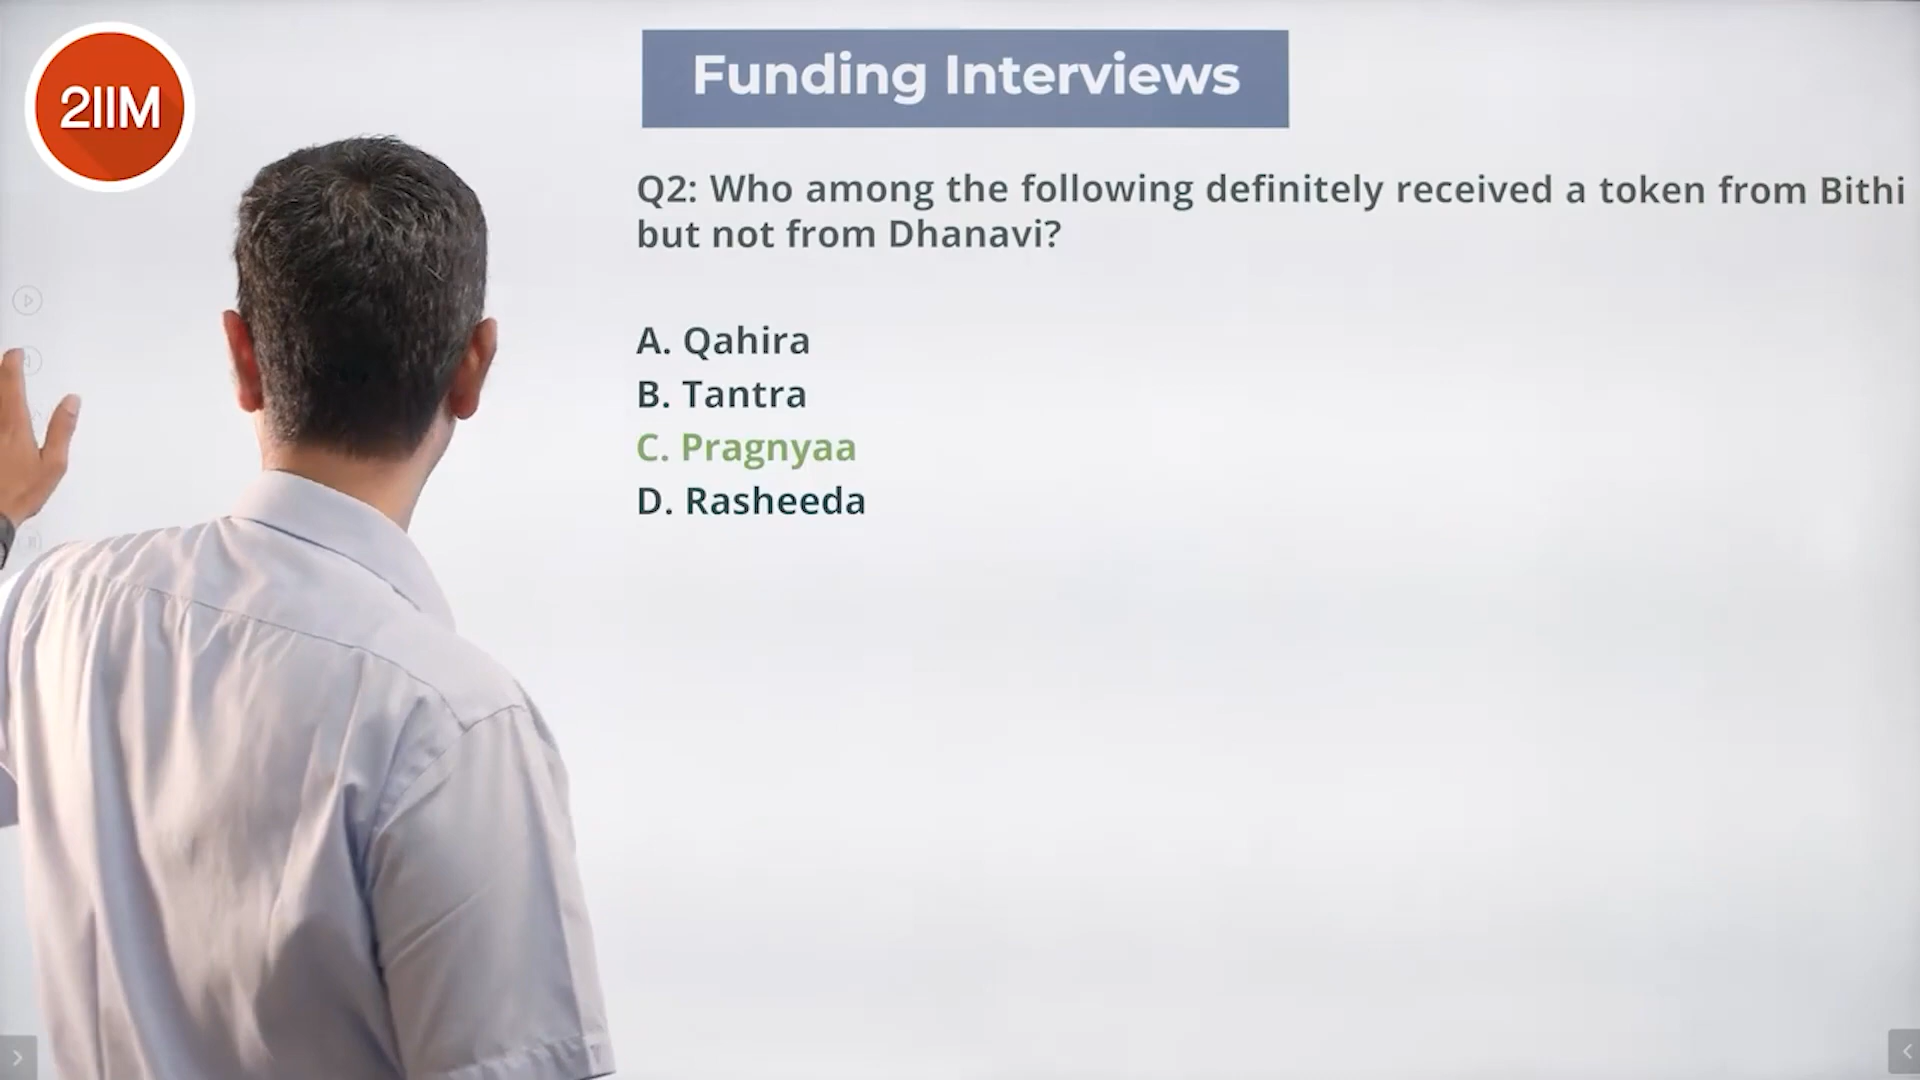 2IIM
Funding Interviews
Q2: Who among the following definitely received a token from Bithi
but not from Dhanavi?
A. Qahira
B. Tantra
C. Pragnyaa
D. Rasheeda